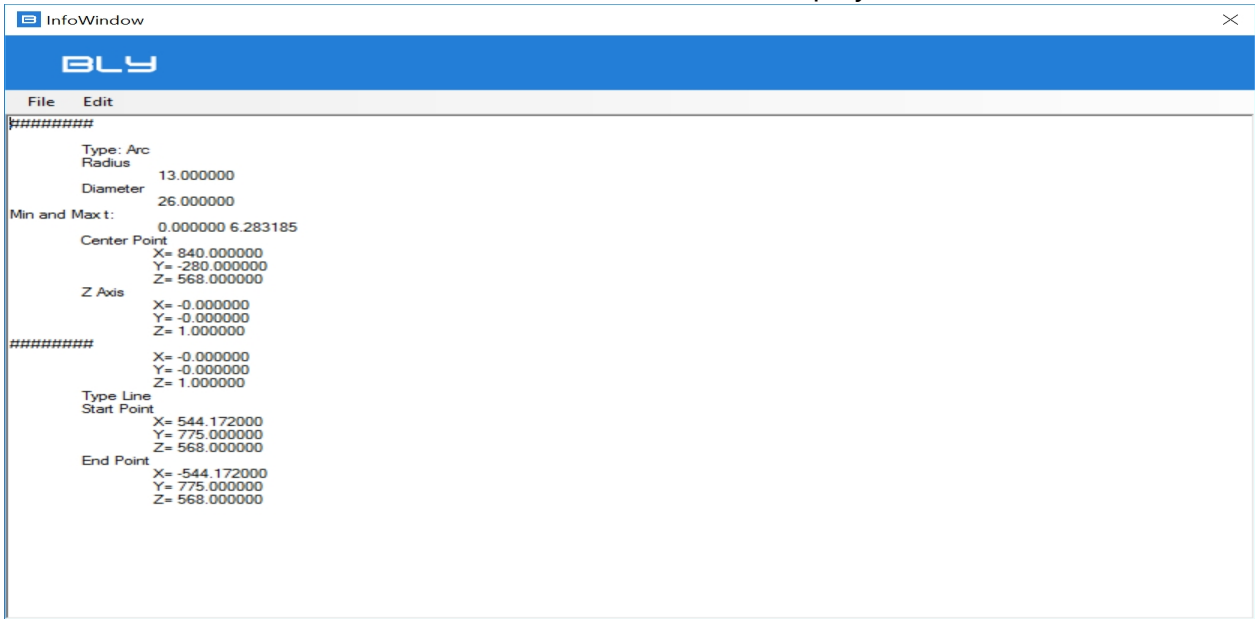 InfoWindow
BLY
File Edit
########
Type: Arc
Radius
13.000000
Diameter
26.000000
Min and Max t:
0.000000 6.283185
Center Point
X= 840.000000
Y= -280.000000
Z= 568.000000
Z Axis
X= -0.000000
Y= -0.000000
Z= 1.000000
########
X= -0.000000
Y= -0.000000
Z= 1.000000
Type Line
Start Point
X= 544.172000
Y= 775.000000
Z= 568.000000
End Point
X= -544.172000
Y= 775.000000
Z= 568.000000